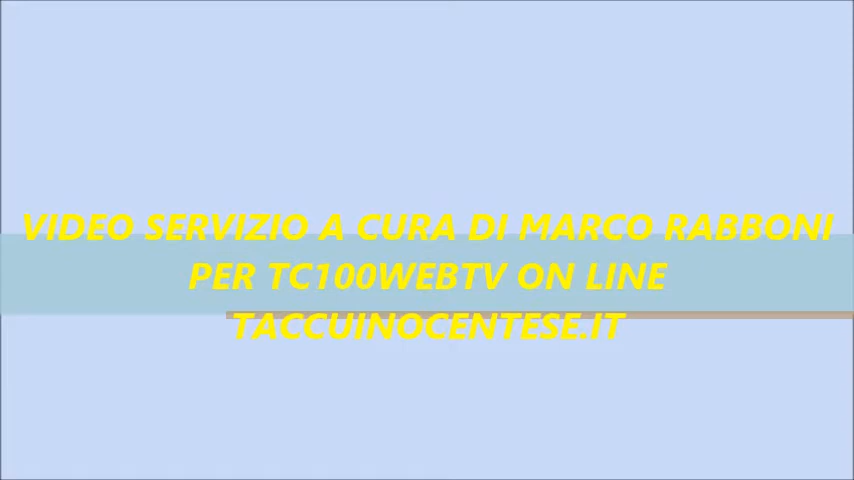 VIDEO SERVIZIO A CURA DI MARCO RABBONI
PER TC100WEBTV ON LINE
TACCUINOCENTESE.IT